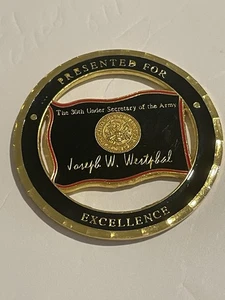 PRESENTED FOR
The 30th Under Secretary of the Army
Joseph W. Westphal
EXCELLENCE